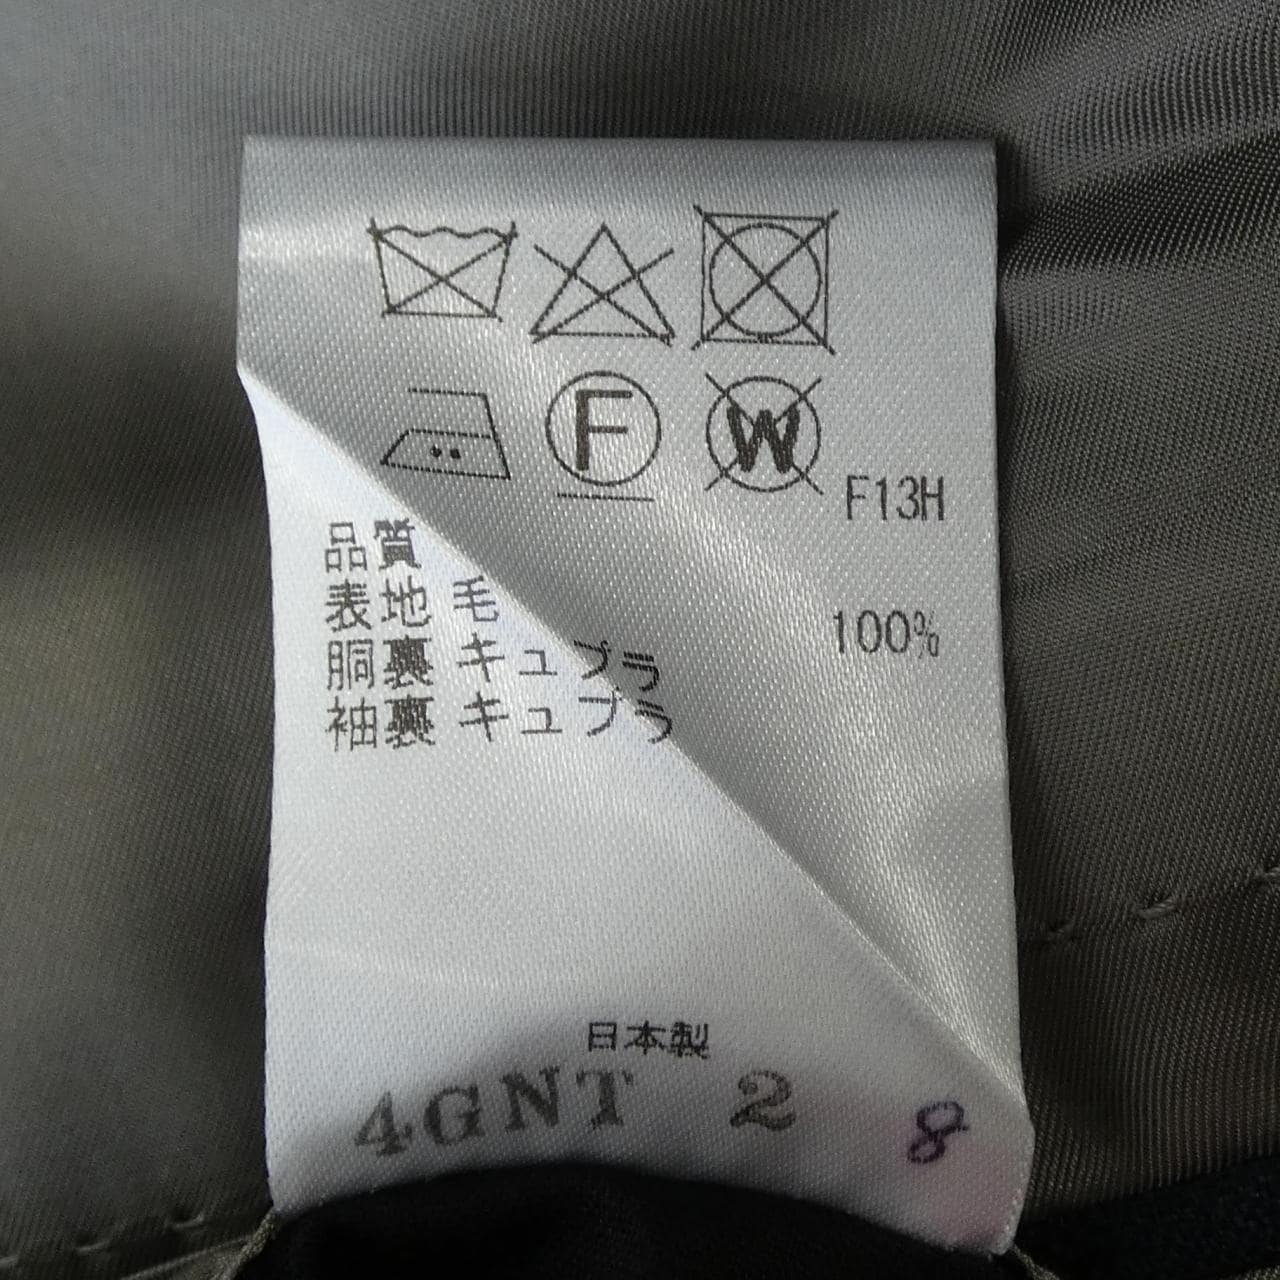 F W F13H
品質
表地 毛 100%
胴裏 キュプラ
袖裏 キュプラ
日本製
4GNT 2 8